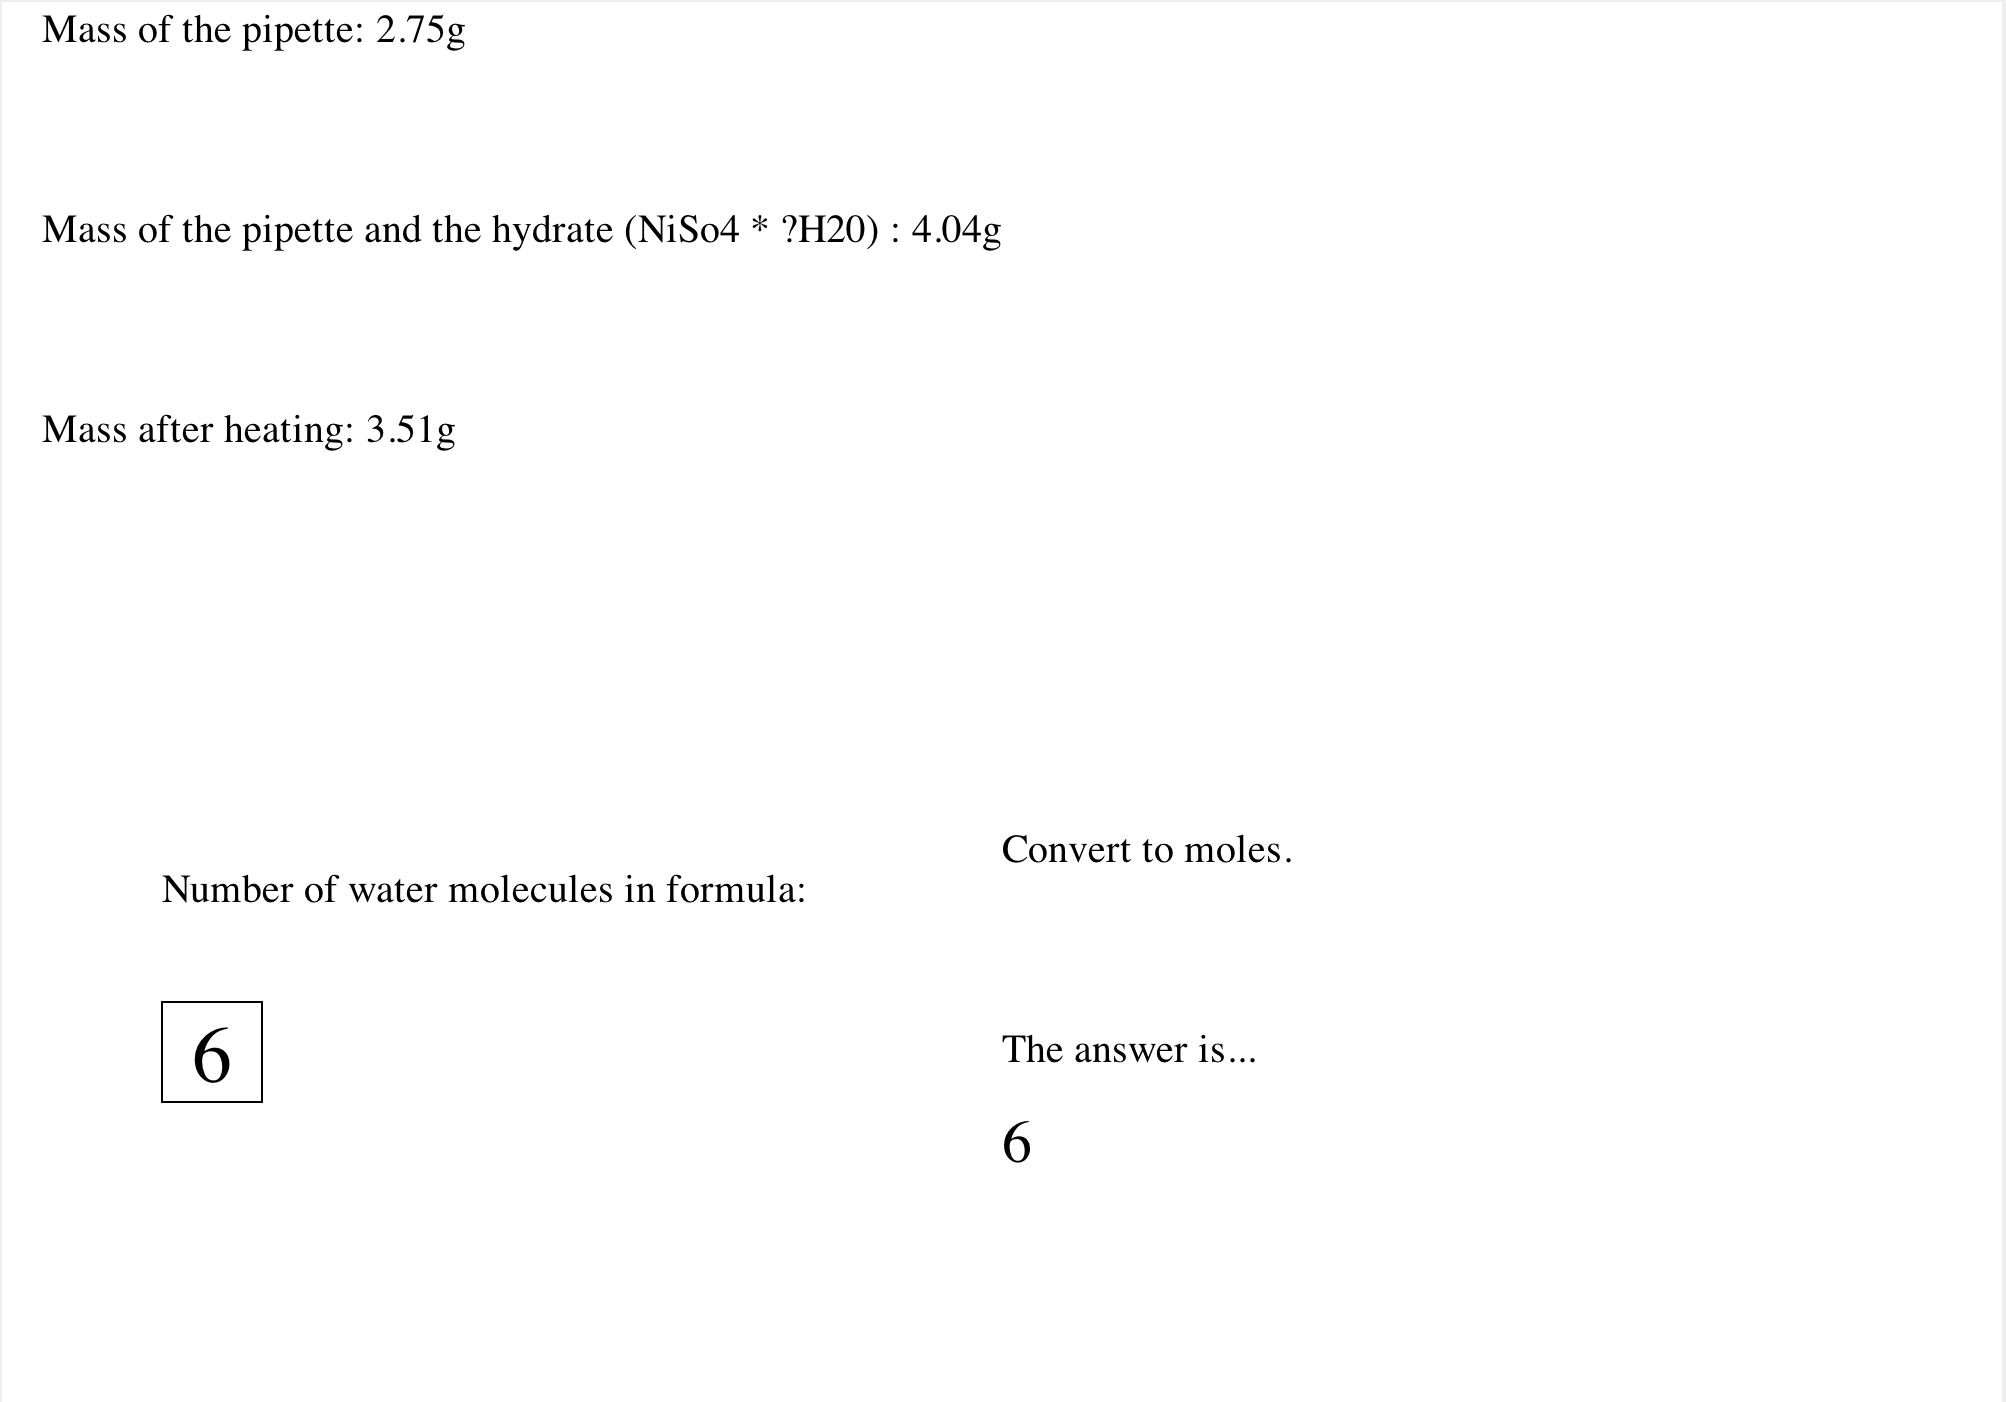 Mass of the pipette: 2.75g
Mass of the pipette and the hydrate (NiSo4 * ?H20) : 4.04g
Mass after heating: 3.51g
Number of water molecules in formula:
6
Convert to moles.
The answer is...
6